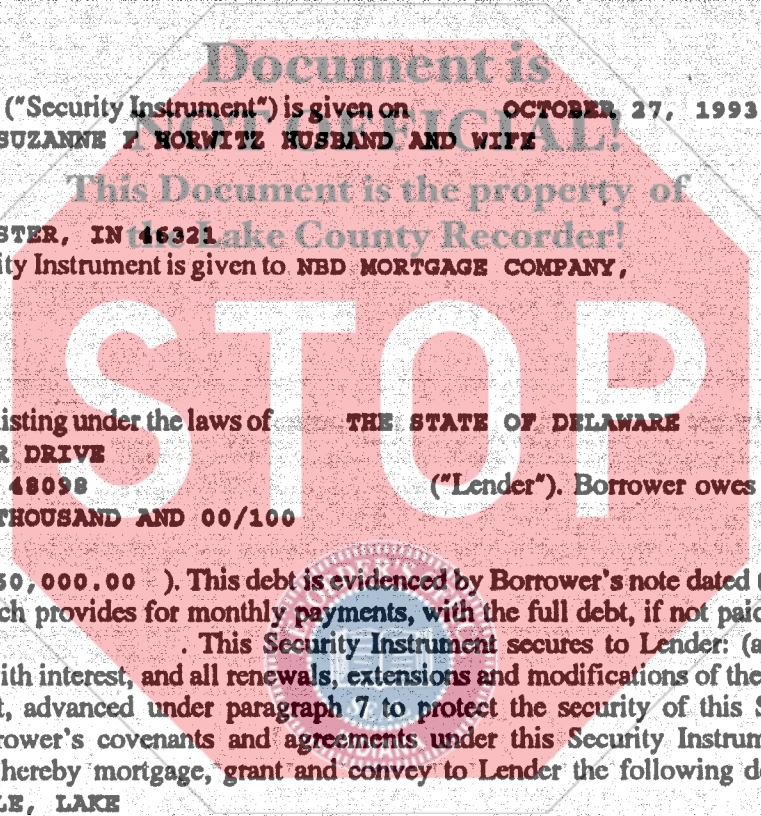 Document is
("Security Instrument") is given on OCTOBER 27, 1993
NOT OFFICIAL!
SUZANNE F HORWITZ HUSBAND AND WIFE
This Document is the property of
STER, IN 46321
the Lake County Recorder!
ity Instrument is given to NBD MORTGAGE COMPANY,
STOP
isting under the laws of THE STATE OF DELAWARE
R DRIVE
48098 ("Lender"). Borrower owes
THOUSAND AND 00/100
50,000.00 ). This debt is evidenced by Borrower's note dated t
ch provides for monthly payments, with the full debt, if not paid
. This Security Instrument secures to Lender: (a
ith interest, and all renewals, extensions and modifications of the
t, advanced under paragraph 7 to protect the security of this S
rower's covenants and agreements under this Security Instrum
hereby mortgage, grant and convey to Lender the following d
LE, LAKE